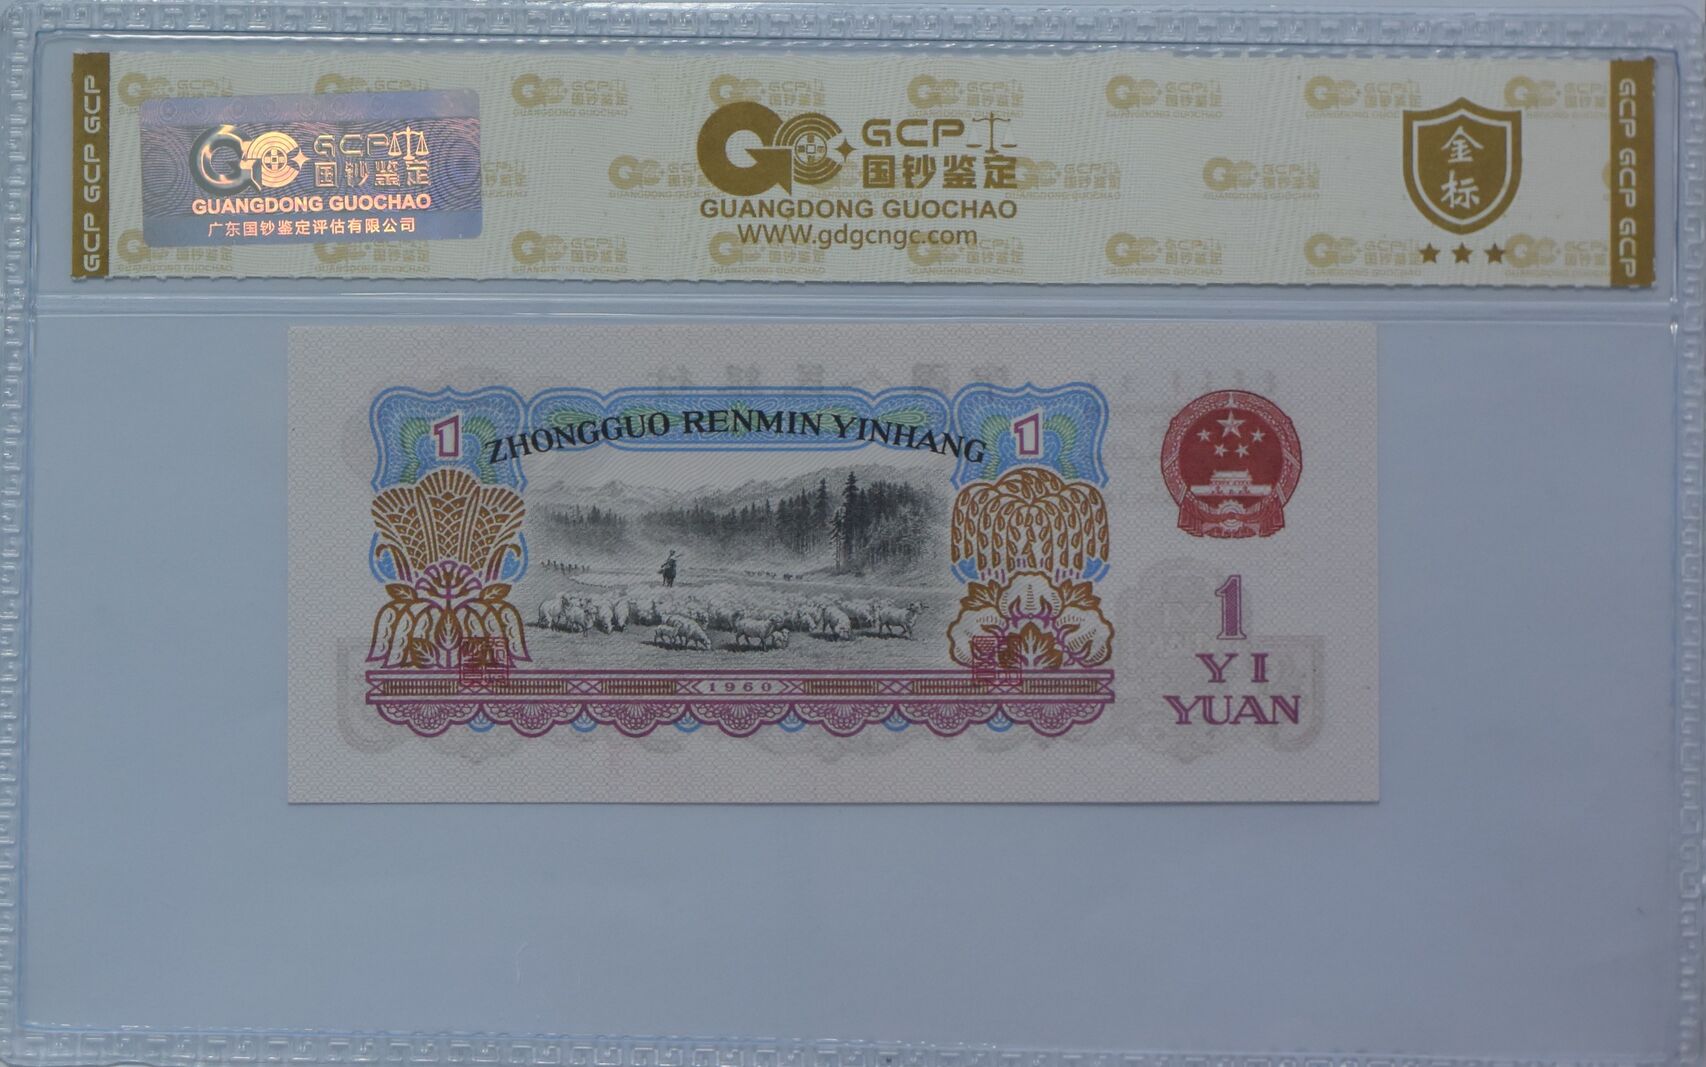 GCP GCP GCP
GCP
国钞鉴定
GUANGDONG GUOCHAO
广东国钞鉴定评估有限公司
GCP
国钞鉴定
GUANGDONG GUOCHAO
www.gdgcngc.com
金
标
GCP GCP GCP
1
ZHONGGUO RENMIN YINHANG
1
1960
1
YI
YUAN